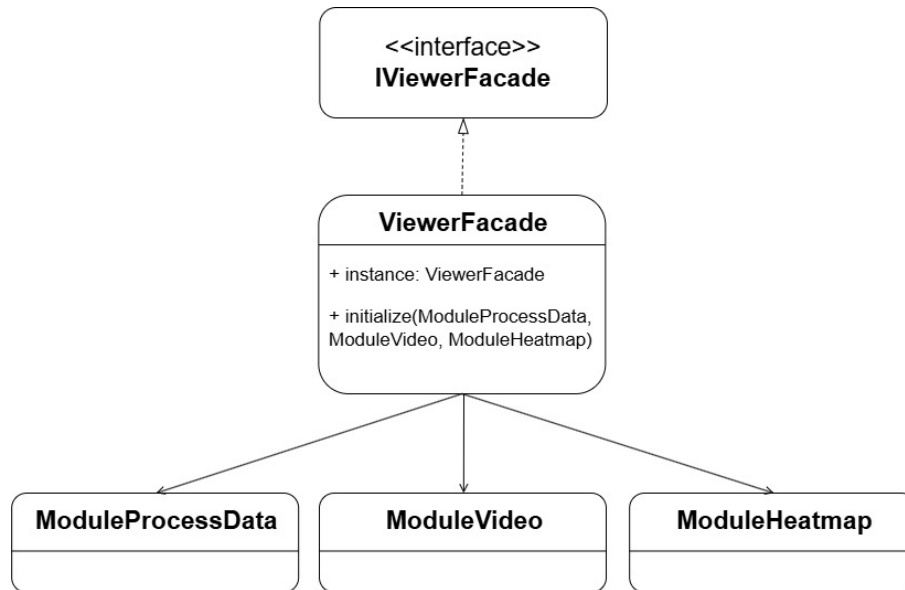 <<interface>>
IViewerFacade
ViewerFacade
+ instance: ViewerFacade
+ initialize(ModuleProcessData,
ModuleVideo, ModuleHeatmap)
ModuleProcessData
ModuleVideo
ModuleHeatmap